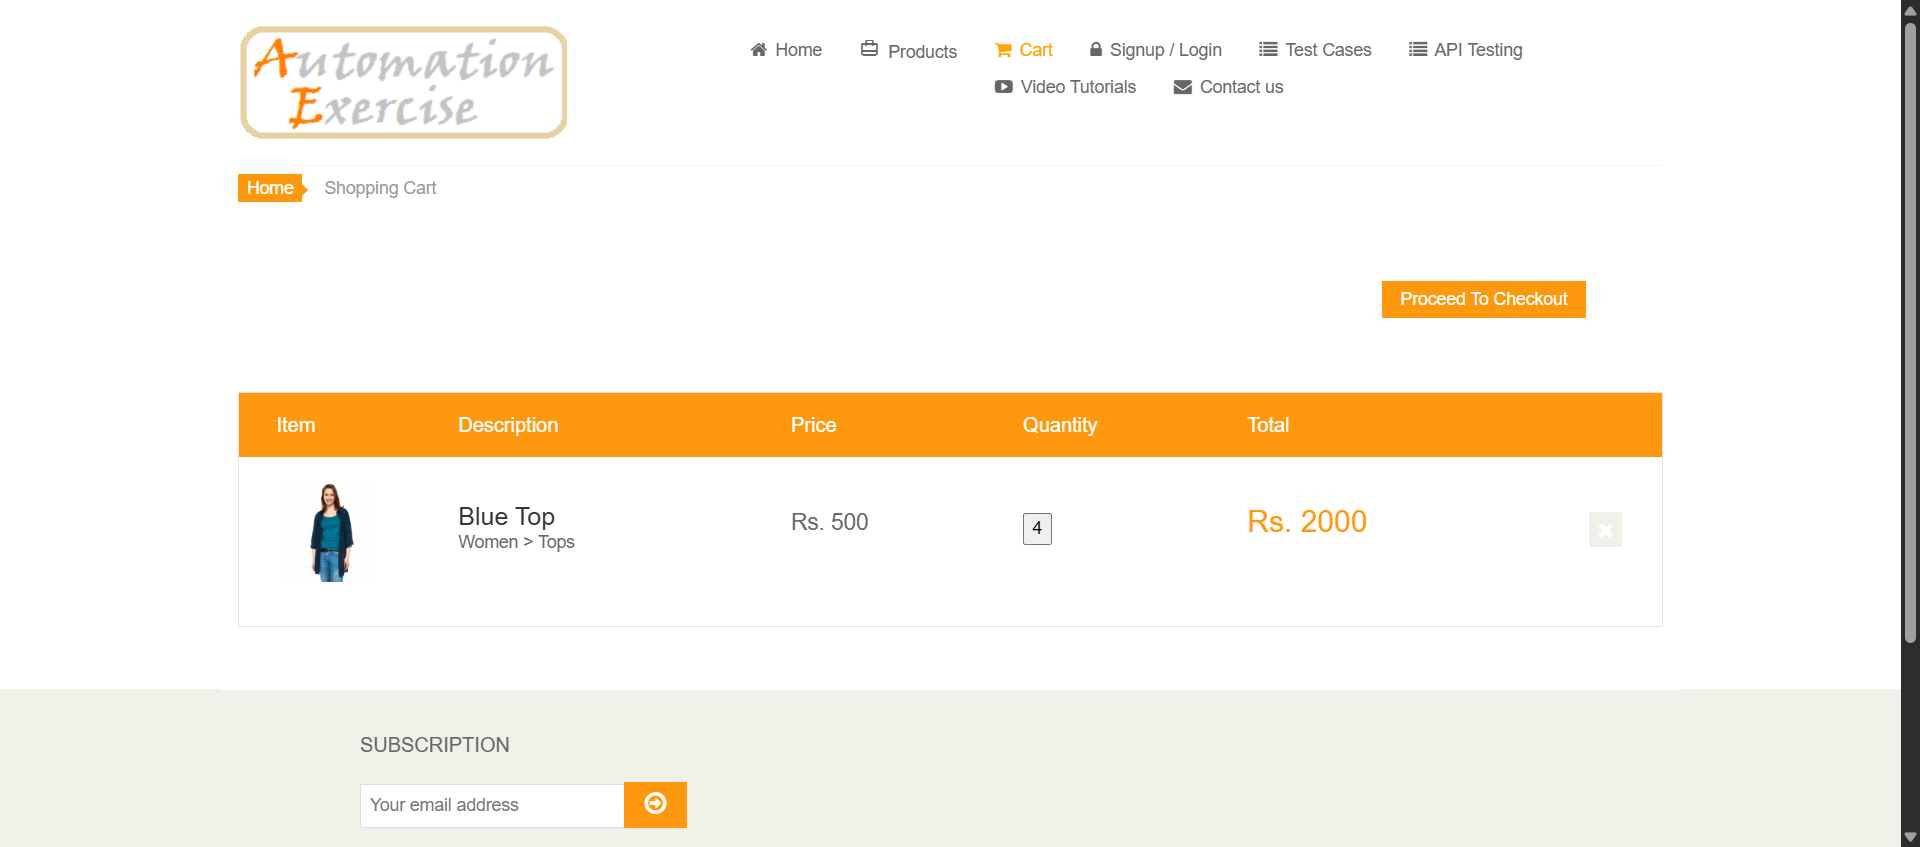 Automation
Exercise
Home
Products
Cart
Signup / Login
Test Cases
API Testing
Video Tutorials
Contact us
Home
Shopping Cart
Proceed To Checkout
Item Description Price Quantity Total
Blue Top
Women > Tops
Rs. 500
4
Rs. 2000
SUBSCRIPTION
Your email address